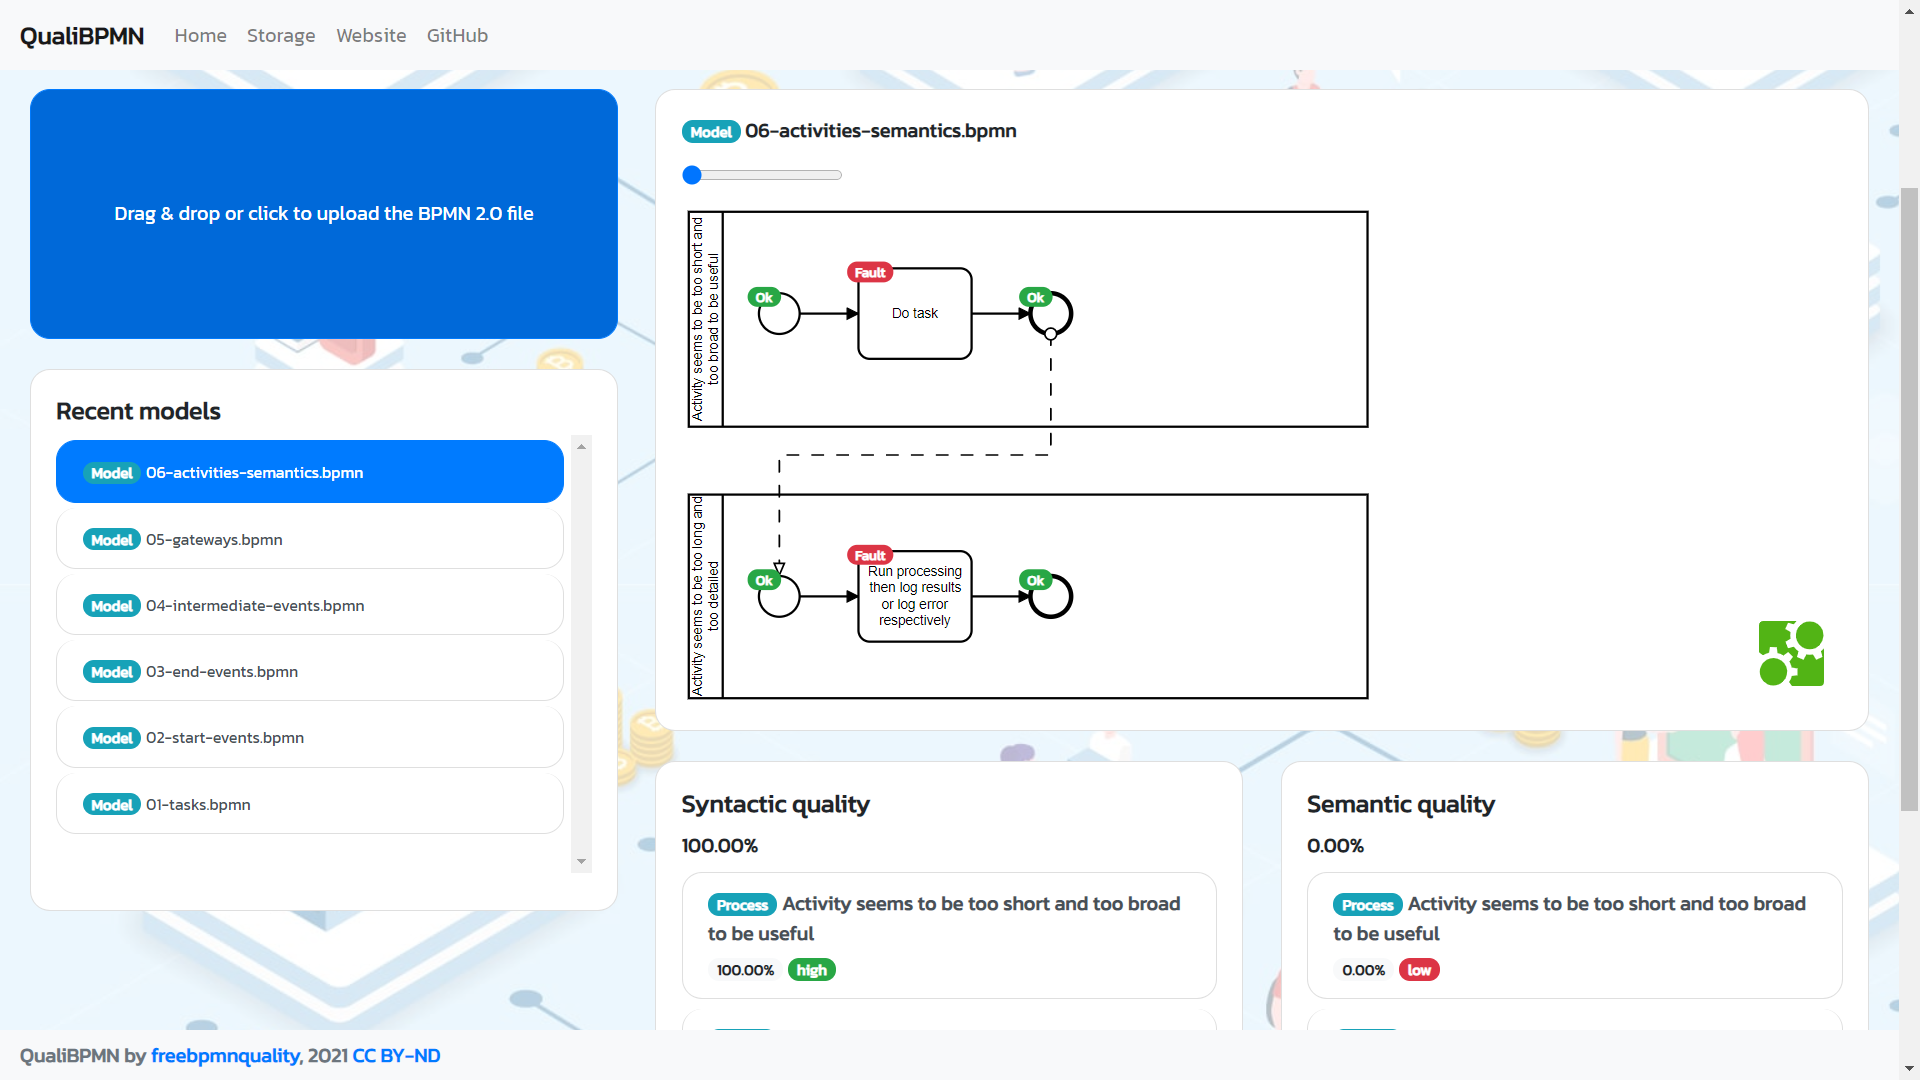 QualiBPMN Home Storage Website GitHub
Drag & drop or click to upload the BPMN 2.0 file
Recent models
Model 06-activities-semantics.bpmn
Model 05-gateways.bpmn
Model 04-intermediate-events.bpmn
Model 03-end-events.bpmn
Model 02-start-events.bpmn
Model 01-tasks.bpmn
Model 06-activities-semantics.bpmn
Activity seems to be too short and
too broad to be useful
Ok
Fault
Do task
Ok
Activity seems to be too long and
too detailed
Ok
Fault
Run processing
then log results
or log error
respectively
Ok
Syntactic quality
100.00%
Process Activity seems to be too short and too broad
to be useful
100.00% high
Semantic quality
0.00%
Process Activity seems to be too short and too broad
to be useful
0.00% low
QualiBPMN by freebpmnquality, 2021 CC BY-ND